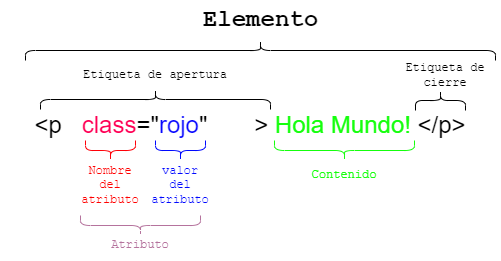 Elemento
Etiqueta de apertura
Etiqueta de
cierre
<p class="rojo" > Hola Mundo! </p>
Nombre
del
atributo
valor
del
atributo
Contenido
Atributo